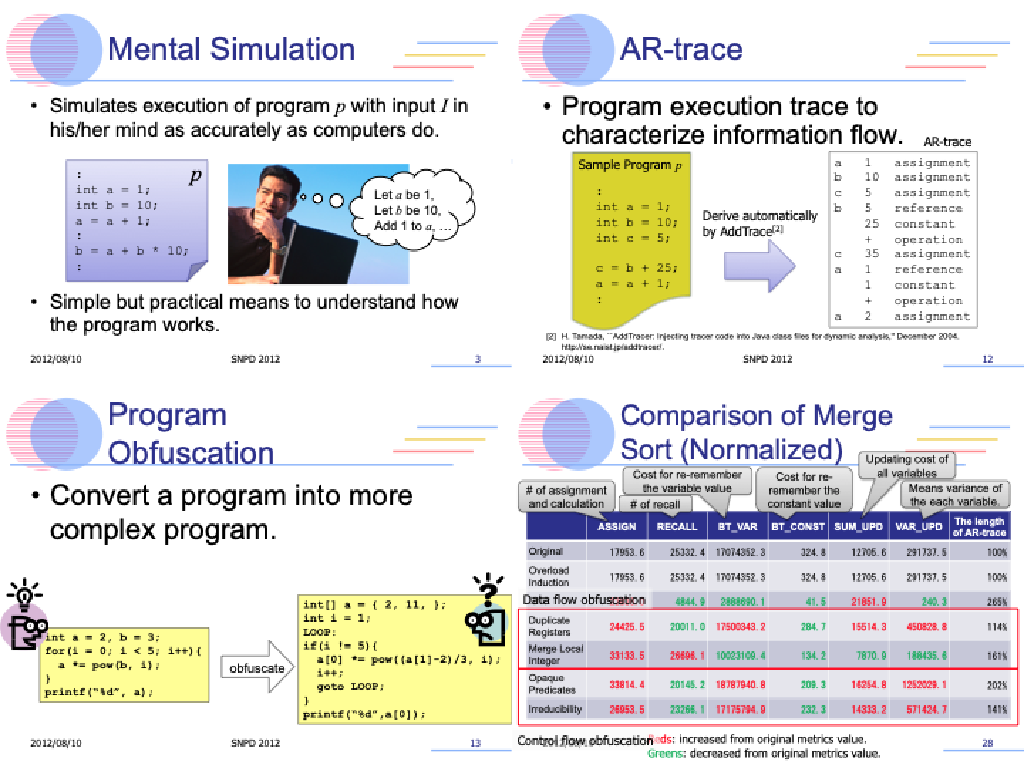 Mental Simulation
• Simulates execution of program p with input I in
his/her mind as accurately as computers do.
p
:
int a = 1;
int b = 10;
a = a + 1;
:
b = a + b * 10;
:
Let a be 1,
Let b be 10,
Add 1 to a, ...
• Simple but practical means to understand how
the program works.
2012/08/10 SNPD 2012 3
AR-trace
• Program execution trace to
characterize information flow.
AR-trace
Sample Program p
:
int a = 1;
int b = 10;
int c = 5;
c = b + 25;
a = a + 1;
:
Derive automatically
by AddTrace[2]
a 1 assignment
b 10 assignment
c 5 assignment
b 5 reference
25 constant
+ operation
c 35 assignment
a 1 reference
1 constant
+ operation
a 2 assignment
[2] H. Tamada, ``AddTracer: Injecting tracer code into Java class files for dynamic analysis,'' December 2004,
http://se.naist.jp/addtracer/.
2012/08/10 SNPD 2012 12
Program
Obfuscation
• Convert a program into more
complex program.
int a = 2, b = 3;
for(i = 0; i < 5; i++){
a *= pow(b, i);
}
printf("%d", a);
obfuscate
?
int[] a = { 2, 11, };
int i = 1;
LOOP:
if(i != 5){
a[0] *= pow((a[1]-2)/3, i);
i++;
goto LOOP;
}
printf("%d",a[0]);
2012/08/10 SNPD 2012 13
Comparison of Merge
Sort (Normalized)
# of assignment
and calculation
# of recall
Cost for re-remember
the variable value
Cost for re-
remember the
constant value
Updating cost of
all variables
Means variance of
the each variable.
ASSIGN RECALL BT_VAR BT_CONST SUM_UPD VAR_UPD The length
of AR-trace
Original 17953.6 25332.4 17074352.3 324.8 12705.6 291737.5 100%
Overload
Induction 17953.6 25332.4 17074352.3 324.8 12705.6 291737.5 100%
Data flow obfuscation 4844.9 2868690.1 41.5 21851.9 240.3 265%
Duplicate
Registers 24425.5 20011.0 17500343.2 284.7 15514.3 450828.8 114%
Merge Local
Integer 33133.5 26696.1 10023109.4 134.2 7870.9 188435.6 161%
Opaque
Predicates 33814.4 20145.2 18787940.8 209.3 16254.8 1252029.1 202%
Irreducibility 26953.5 23266.1 17175794.9 232.3 14333.2 571424.7 141%
Control flow obfuscation
Reds: increased from original metrics value.
Greens: decreased from original metrics value.
28